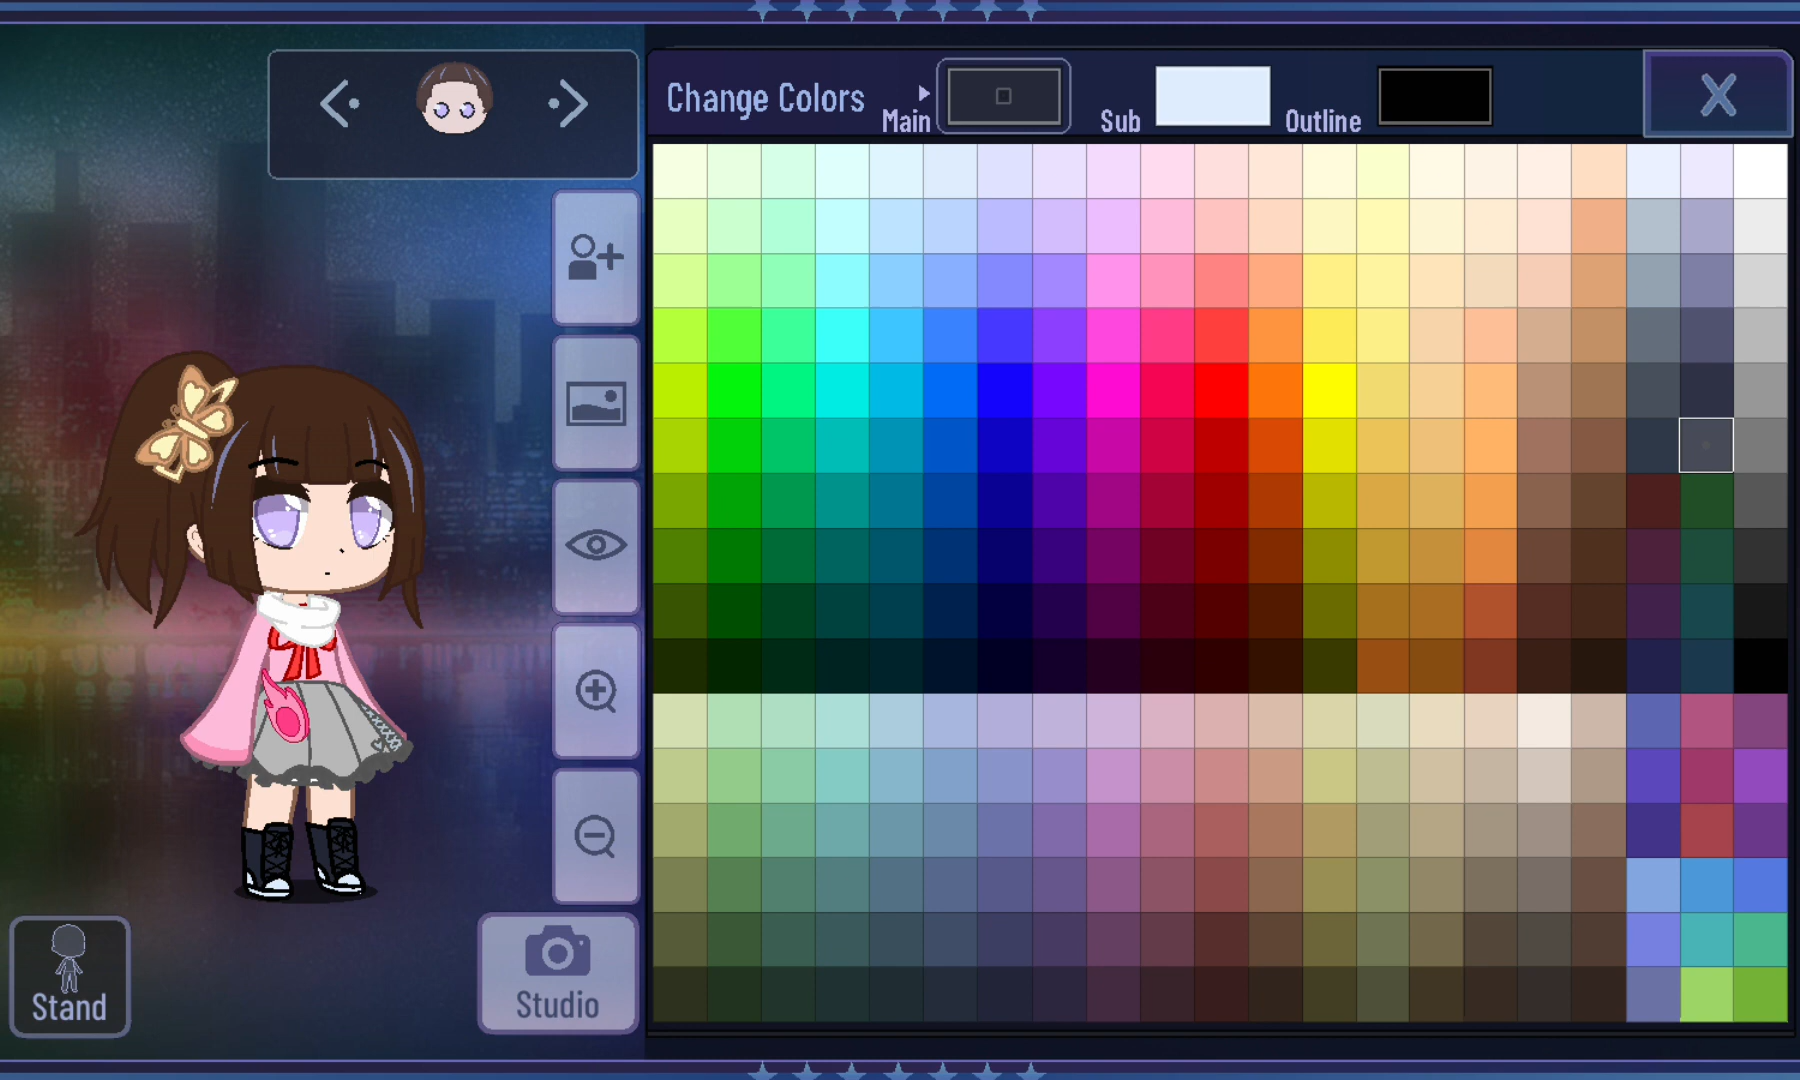 Change Colors
Main
Sub
Outline
X
Stand
Studio